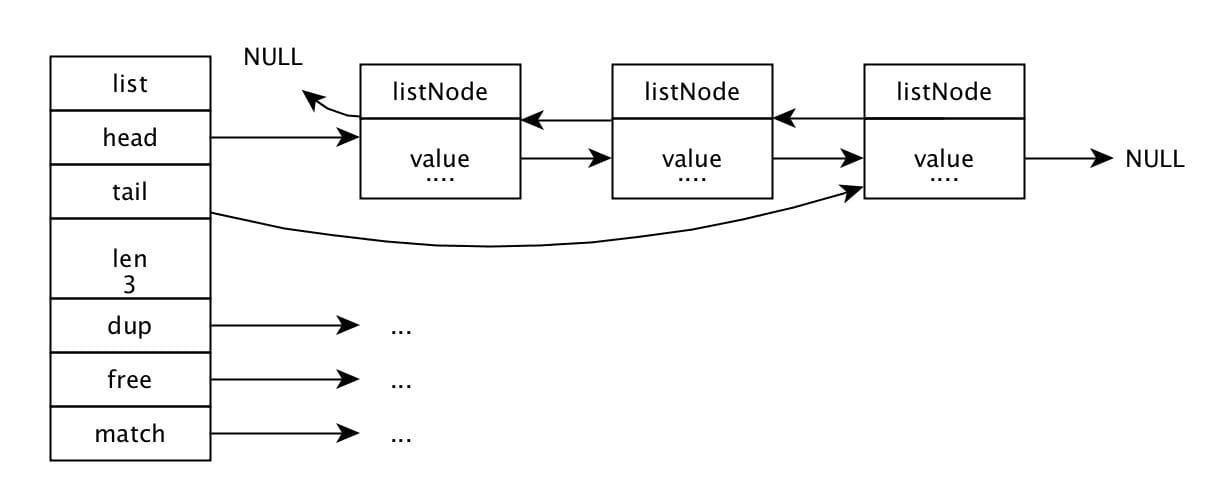 list
head
tail
len
3
dup
free
match
NULL
listNode
value
....
listNode
value
....
listNode
value
....
NULL
...
...
...